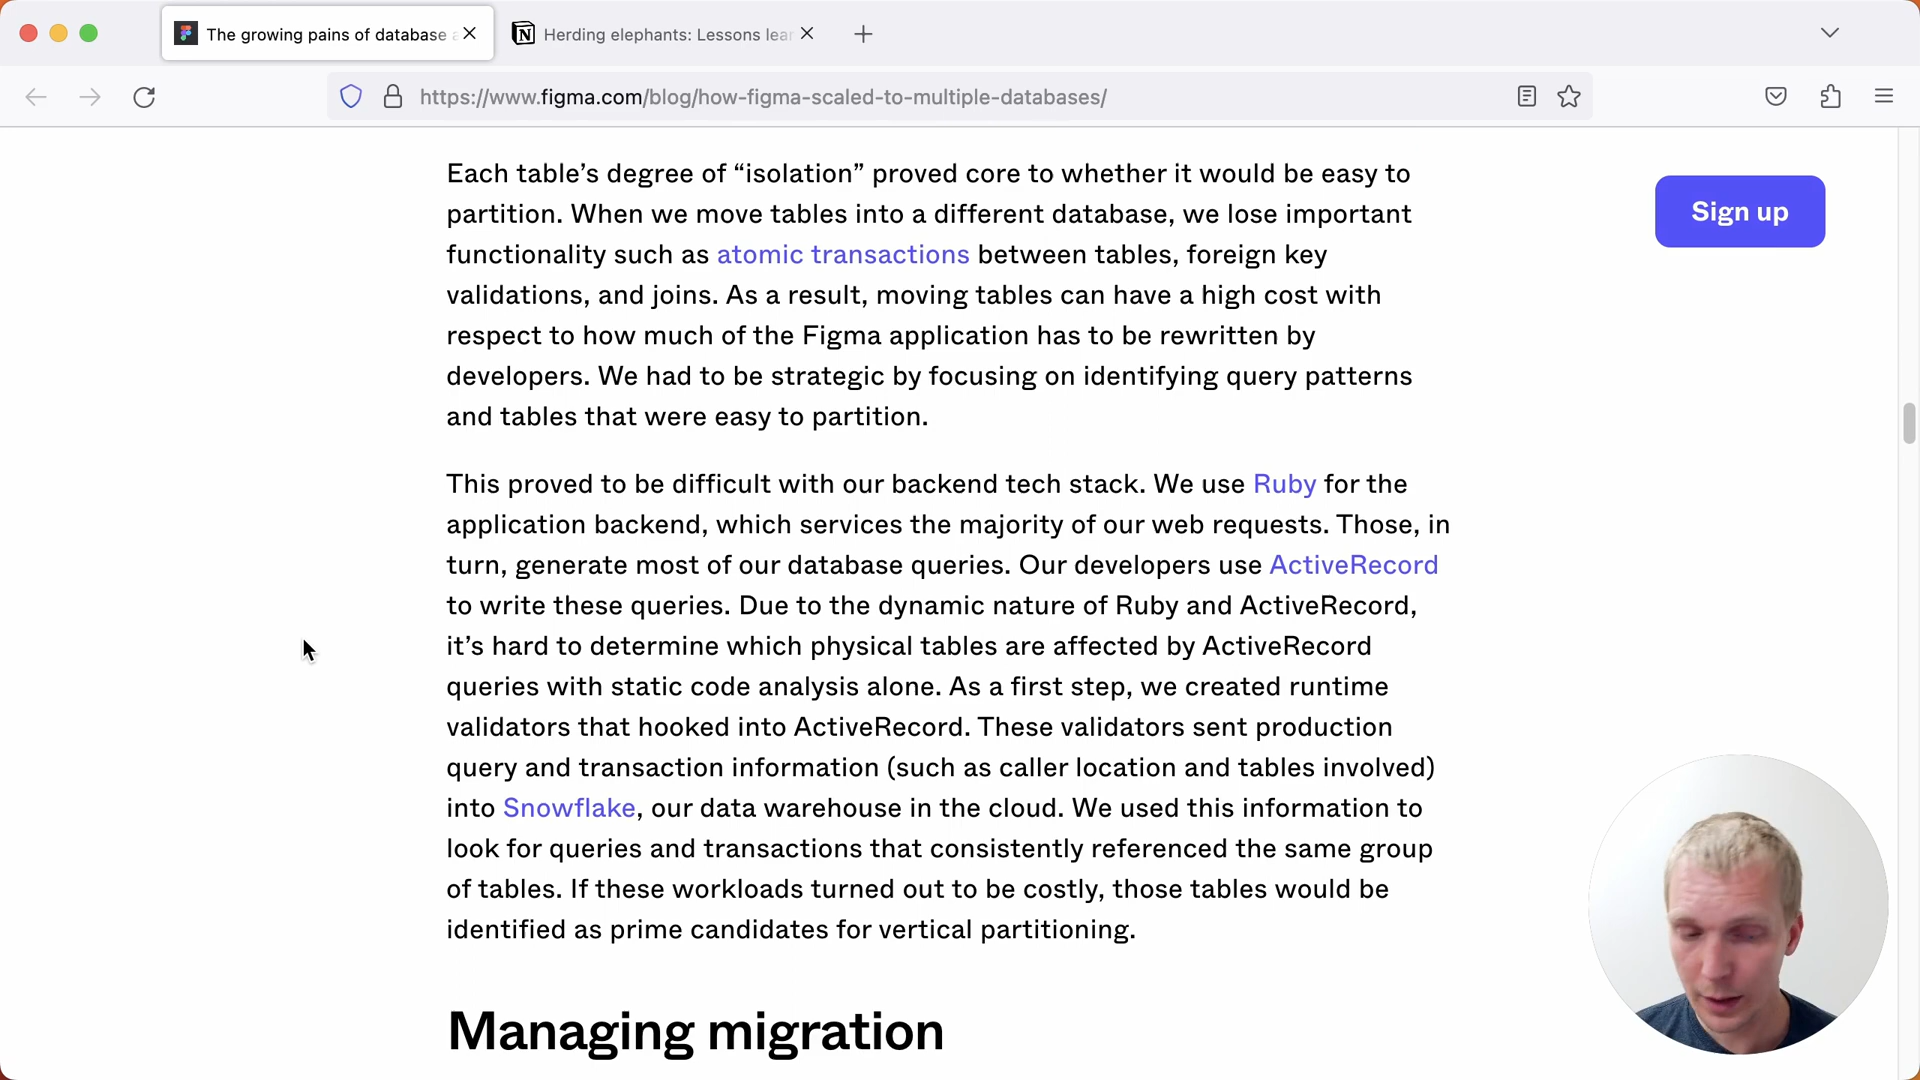 The growing pains of database
Herding elephants: Lessons lear
https://www.figma.com/blog/how-figma-scaled-to-multiple-databases/
Sign up
Each table’s degree of “isolation” proved core to whether it would be easy to
partition. When we move tables into a different database, we lose important
functionality such as atomic transactions between tables, foreign key
validations, and joins. As a result, moving tables can have a high cost with
respect to how much of the Figma application has to be rewritten by
developers. We had to be strategic by focusing on identifying query patterns
and tables that were easy to partition.
This proved to be difficult with our backend tech stack. We use Ruby for the
application backend, which services the majority of our web requests. Those, in
turn, generate most of our database queries. Our developers use ActiveRecord
to write these queries. Due to the dynamic nature of Ruby and ActiveRecord,
it’s hard to determine which physical tables are affected by ActiveRecord
queries with static code analysis alone. As a first step, we created runtime
validators that hooked into ActiveRecord. These validators sent production
query and transaction information (such as caller location and tables involved)
into Snowflake, our data warehouse in the cloud. We used this information to
look for queries and transactions that consistently referenced the same group
of tables. If these workloads turned out to be costly, those tables would be
identified as prime candidates for vertical partitioning.
Managing migration